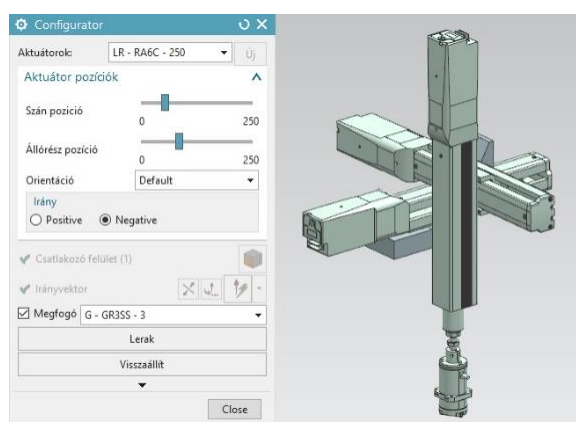 Configurator
Aktuátorok: LR - RA6C - 250 Új
Aktuátor pozíciók
Szán pozíció
0 250
Állórész pozíció
0 250
Orientáció Default
Irány
Positive Negative
Csatlakozó felület (1)
Irányvektor
Megfogó G - GR3SS - 3
Lerak
Visszaállít
Close